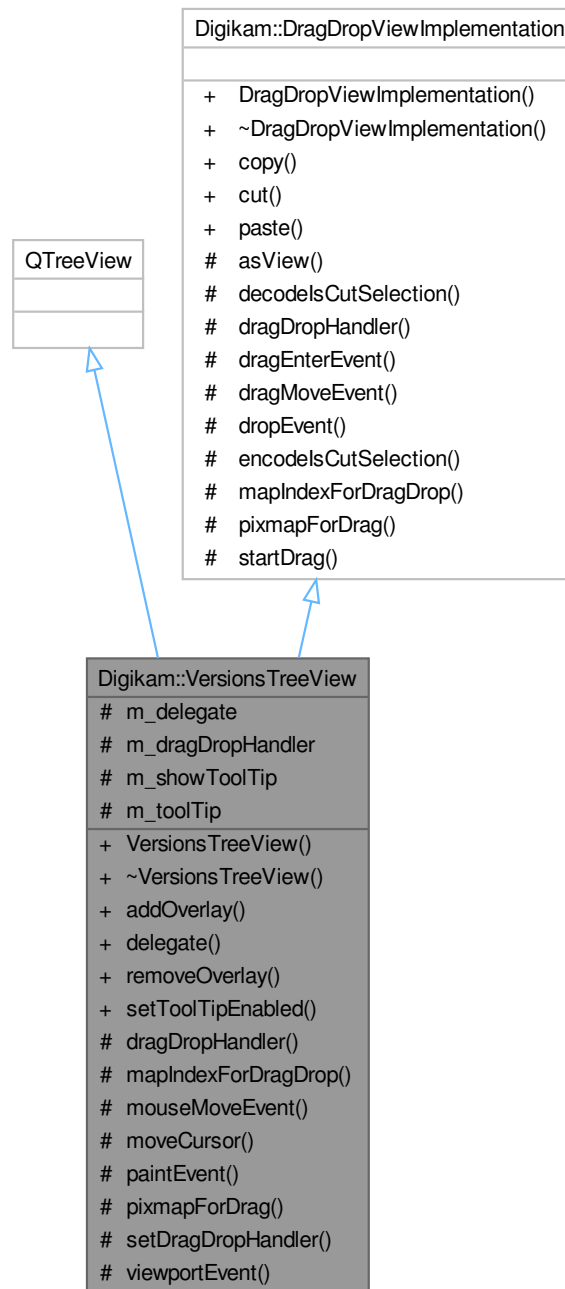 Digikam::DragDropViewImplementation
+ DragDropViewImplementation()
+ ~DragDropViewImplementation()
+ copy()
+ cut()
+ paste()
# asView()
# decodeIsCutSelection()
# dragDropHandler()
# dragEnterEvent()
# dragMoveEvent()
# dropEvent()
# encodeIsCutSelection()
# mapIndexForDragDrop()
# pixmapForDrag()
# startDrag()
QTreeView
Digikam::VersionsTreeView
# m_delegate
# m_dragDropHandler
# m_showToolTip
# m_toolTip
+ VersionsTreeView()
+ ~VersionsTreeView()
+ addOverlay()
+ delegate()
+ removeOverlay()
+ setToolTipEnabled()
# dragDropHandler()
# mapIndexForDragDrop()
# mouseMoveEvent()
# moveCursor()
# paintEvent()
# pixmapForDrag()
# setDragDropHandler()
# viewportEvent()